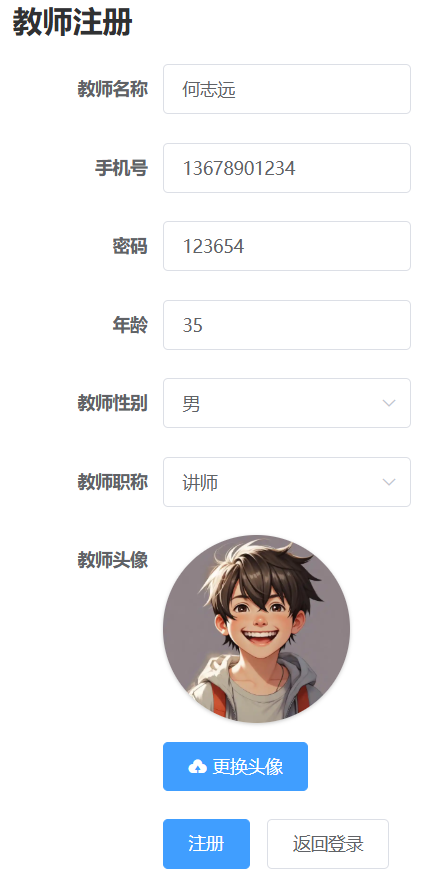 教师注册
教师名称 何志远
手机号 13678901234
密码 123654
年龄 35
教师性别 男
教师职称 讲师
教师头像
更换头像
注册 返回登录